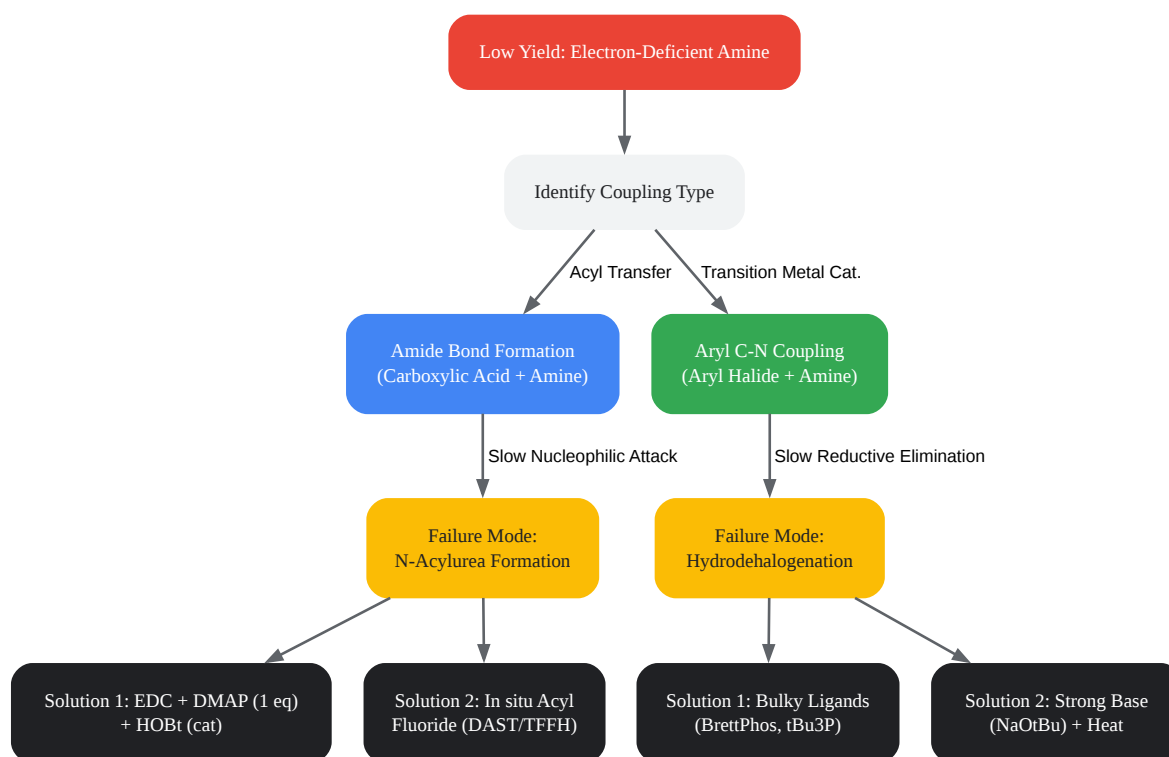 Low Yield: Electron-Deficient Amine
Identify Coupling Type
Acyl Transfer
Transition Metal Cat.
Amide Bond Formation
(Carboxylic Acid + Amine)
Aryl C-N Coupling
(Aryl Halide + Amine)
Slow Nucleophilic Attack
Slow Reductive Elimination
Failure Mode:
N-Acylurea Formation
Failure Mode:
Hydrodehalogenation
Solution 1: EDC + DMAP (1 eq)
+ HOBt (cat)
Solution 2: In situ Acyl
Fluoride (DAST/TFFH)
Solution 1: Bulky Ligands
(BrettPhos, tBu3P)
Solution 2: Strong Base
(NaOtBu) + Heat